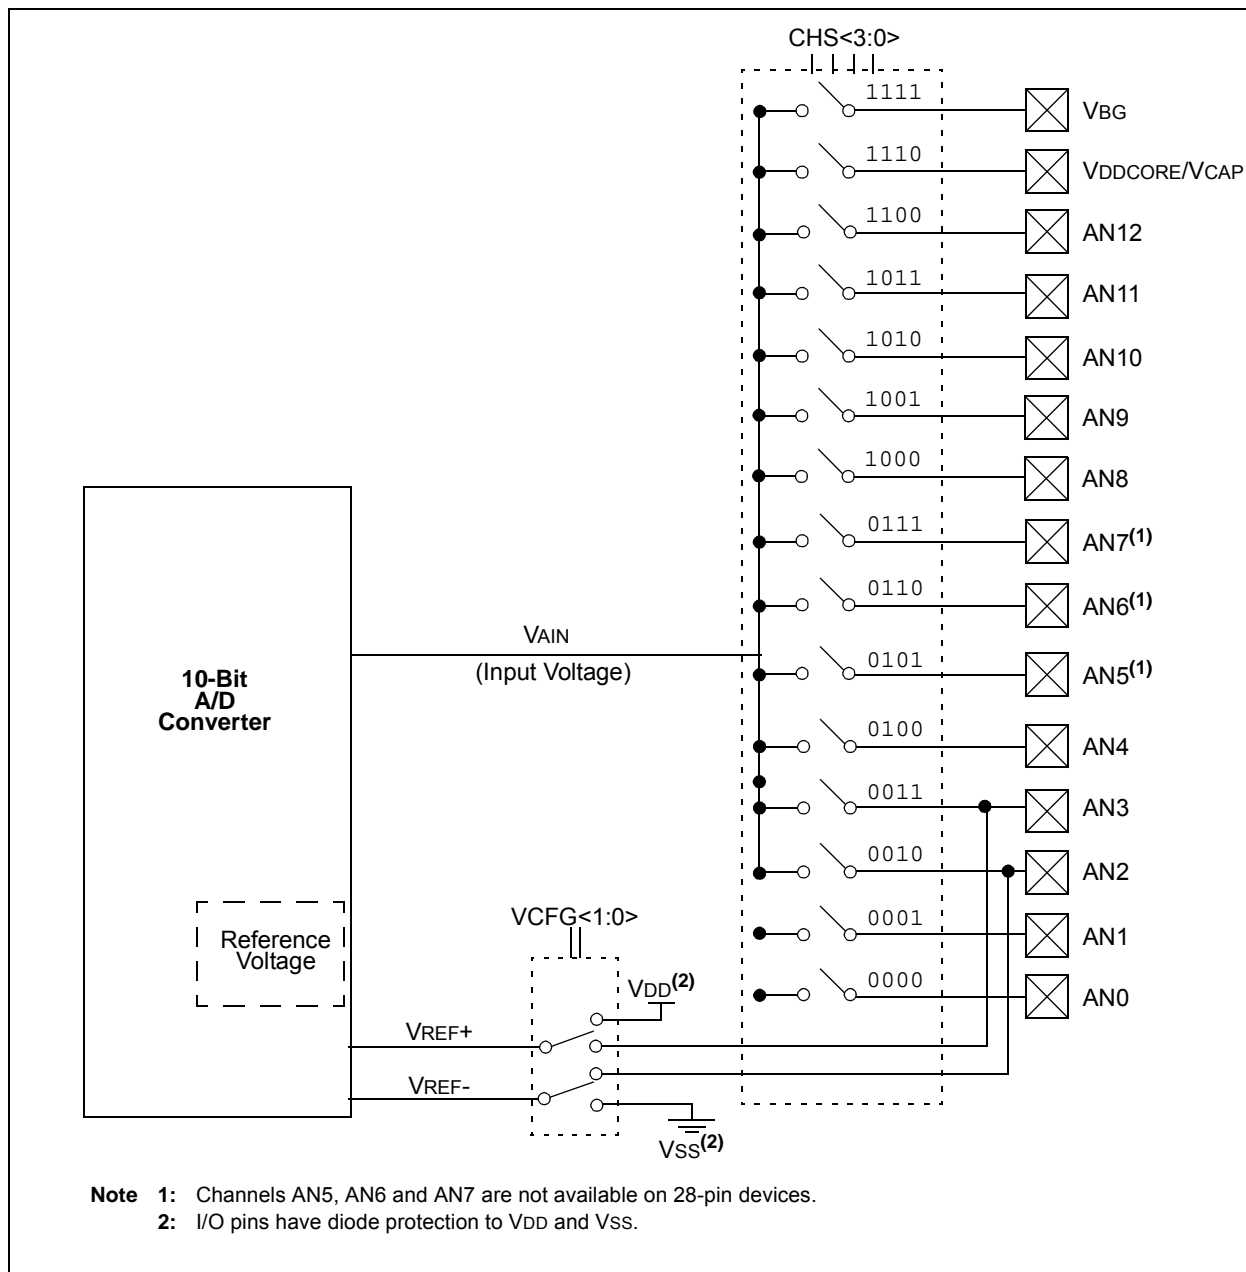 CHS<3:0>
1111 VBG
1110 VDDCORE/VCAP
1100 AN12
1011 AN11
1010 AN10
1001 AN9
1000 AN8
0111 AN7(1)
0110 AN6(1)
0101 AN5(1)
0100 AN4
0011 AN3
0010 AN2
0001 AN1
0000 AN0
VAIN
(Input Voltage)
10-Bit
A/D
Converter
Reference
Voltage
VCFG<1:0>
VDD(2)
VREF+
VREF-
VSS(2)
Note 1: Channels AN5, AN6 and AN7 are not available on 28-pin devices.
2: I/O pins have diode protection to VDD and VSS.